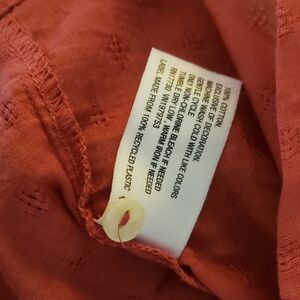 100% COTTON
EXCLUSIVE OF DECORATION
MACHINE WASH COLD WITH LIKE COLORS
GENTLE CYCLE
ONLY NON-CHLORINE BLEACH IF NEEDED
TUMBLE DRY LOW. WARM IRON IF NEEDED
LABEL MADE FROM 100% RECYCLED PLASTIC